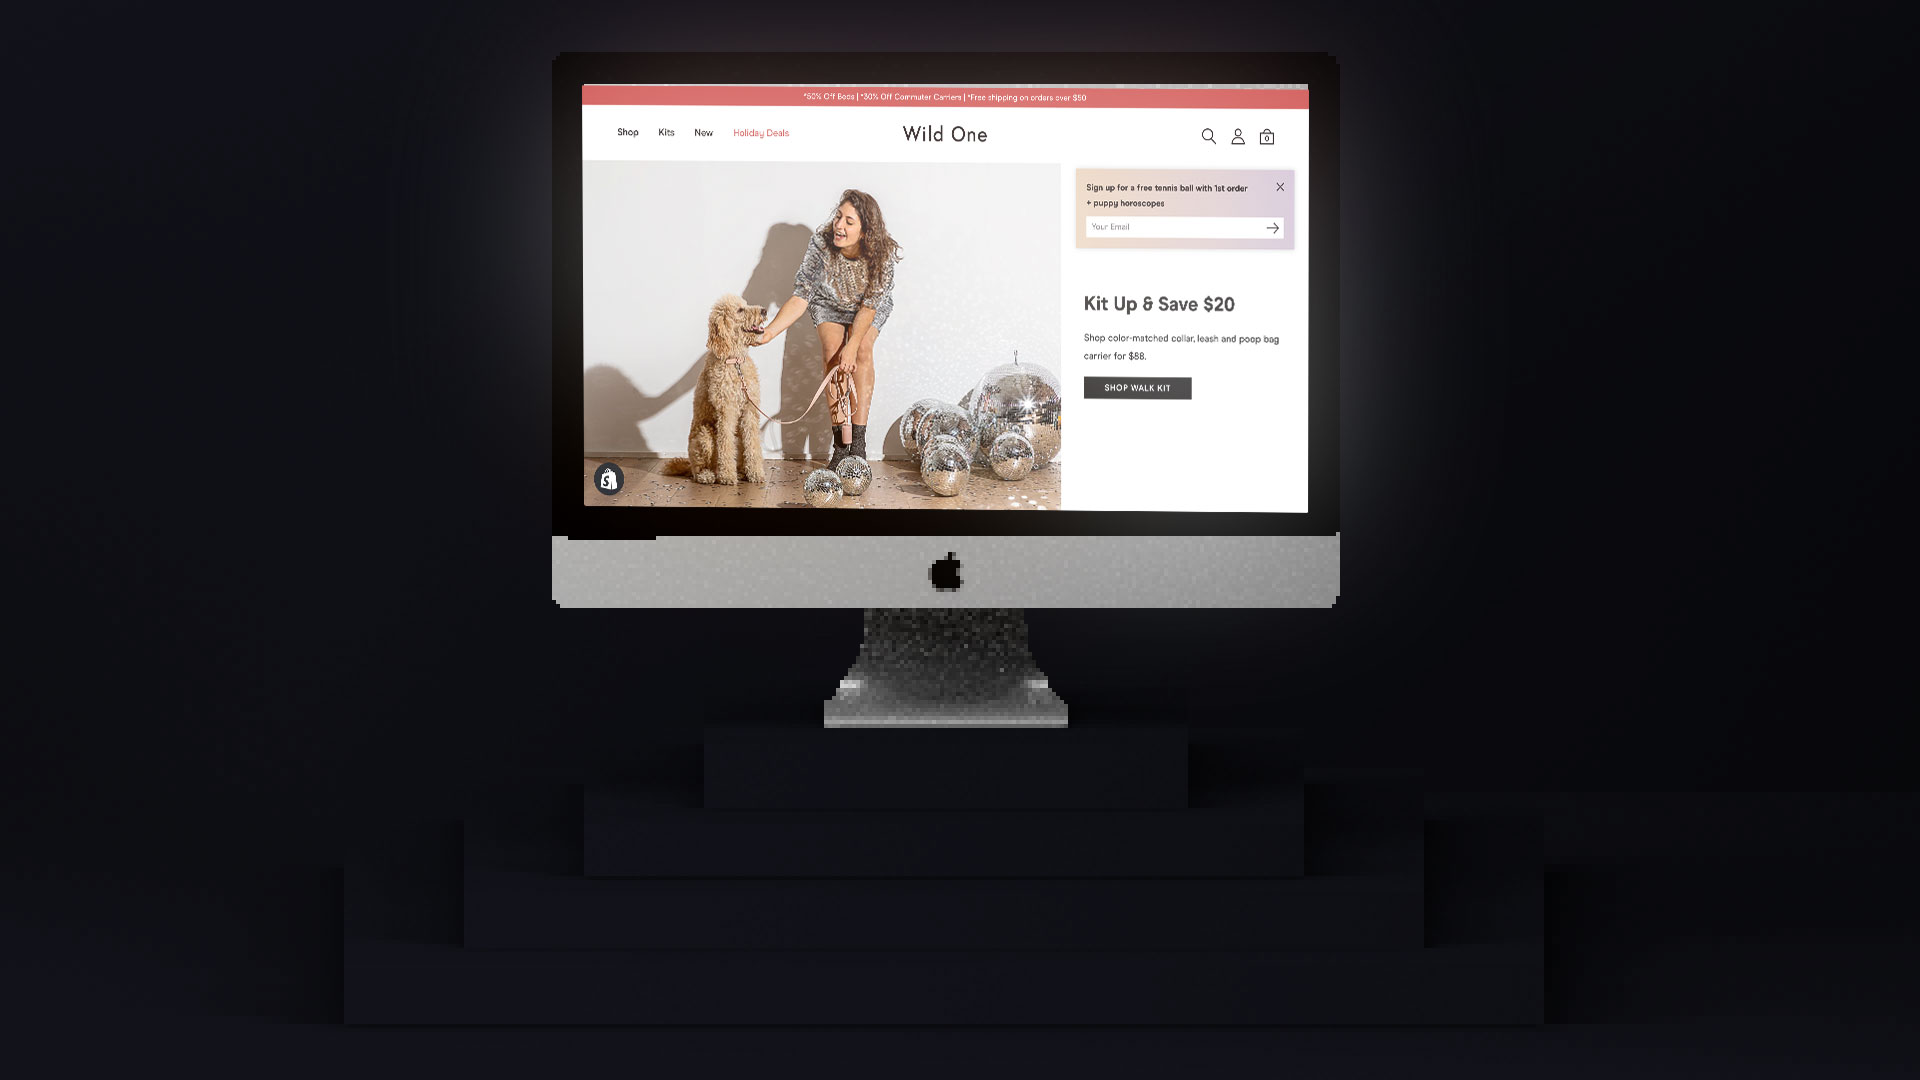 *50% Off Beds | *30% Off Commuter Carriers | *Free shipping on orders over $50
Shop Kits New Holiday Deals
Wild One
0
Sign up for a free tennis ball with 1st order
+ puppy horoscopes
Your Email
Kit Up & Save $20
Shop color-matched collar, leash and poop bag
carrier for $88.
SHOP WALK KIT
S